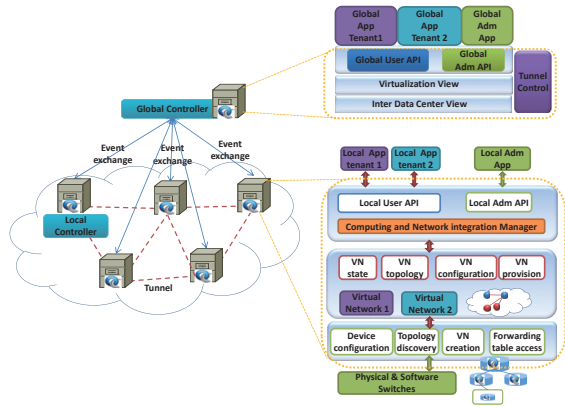 Global
App
Tenant1
Global
App
Tenant 2
Global
Adm
App
Global User API
Global
Adm API
Tunnel
Control
Virtualization View
Inter Data Center View
Global Controller
Event
exchange
Event
exchange
Event
exchange
Local
Controller
Tunnel
Local App
tenant 1
Local App
tenant 2
Local Adm
App
Local User API
Local Adm API
Computing and Network integration Manager
VN
state
VN
topology
VN
configuration
VN
provision
Virtual
Network 1
Virtual
Network 2
Device
configuration
Topology
discovery
VN
creation
Forwarding
table access
Physical & Software
Switches